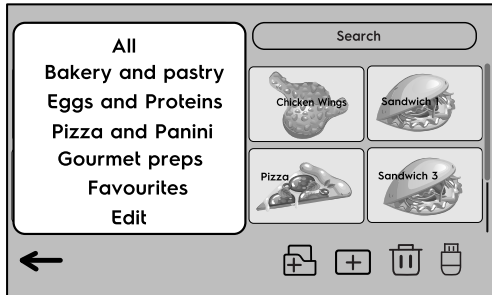 All
Bakery and pastry
Eggs and Proteins
Pizza and Panini
Gourmet preps
Favourites
Edit
Search
Chicken Wings
Sandwich 1
Pizza
Sandwich 3